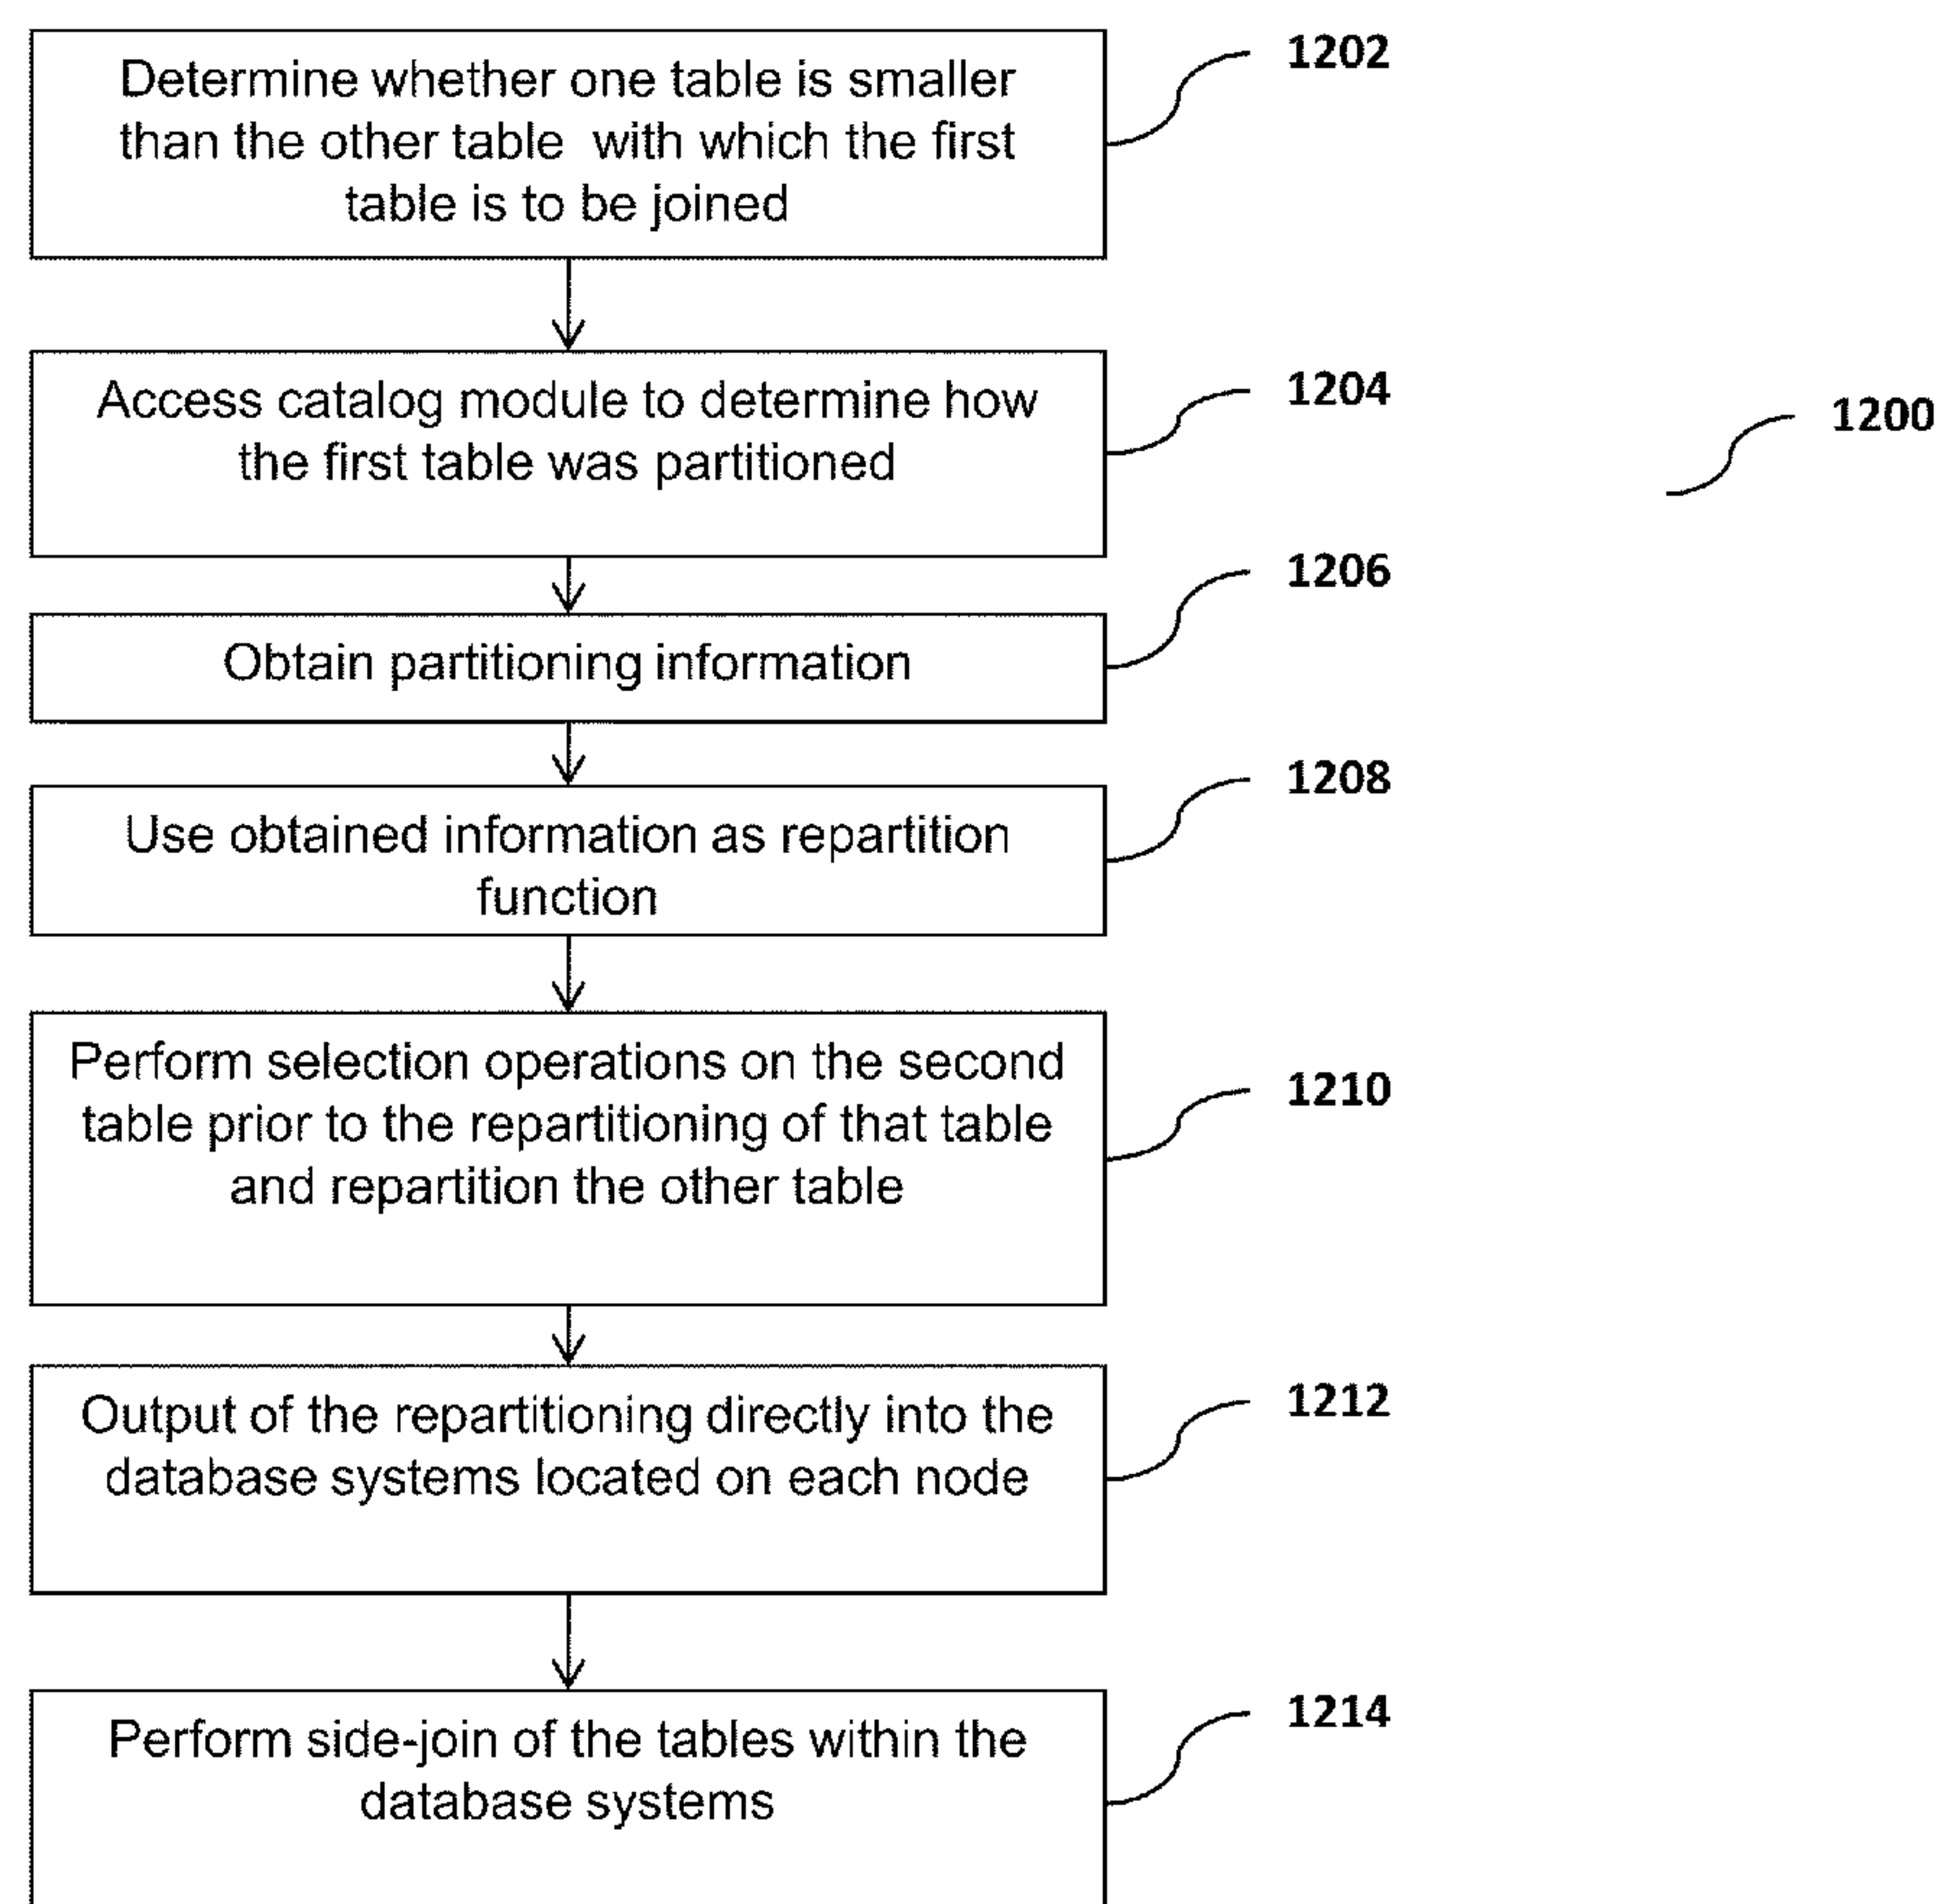 Determine whether one table is smaller
than the other table with which the first
table is to be joined
1202
Access catalog module to determine how
the first table was partitioned
1204
1200
Obtain partitioning information
1206
Use obtained information as repartition
function
1208
Perform selection operations on the second
table prior to the repartitioning of that table
and repartition the other table
1210
Output of the repartitioning directly into the
database systems located on each node
1212
Perform side-join of the tables within the
database systems
1214